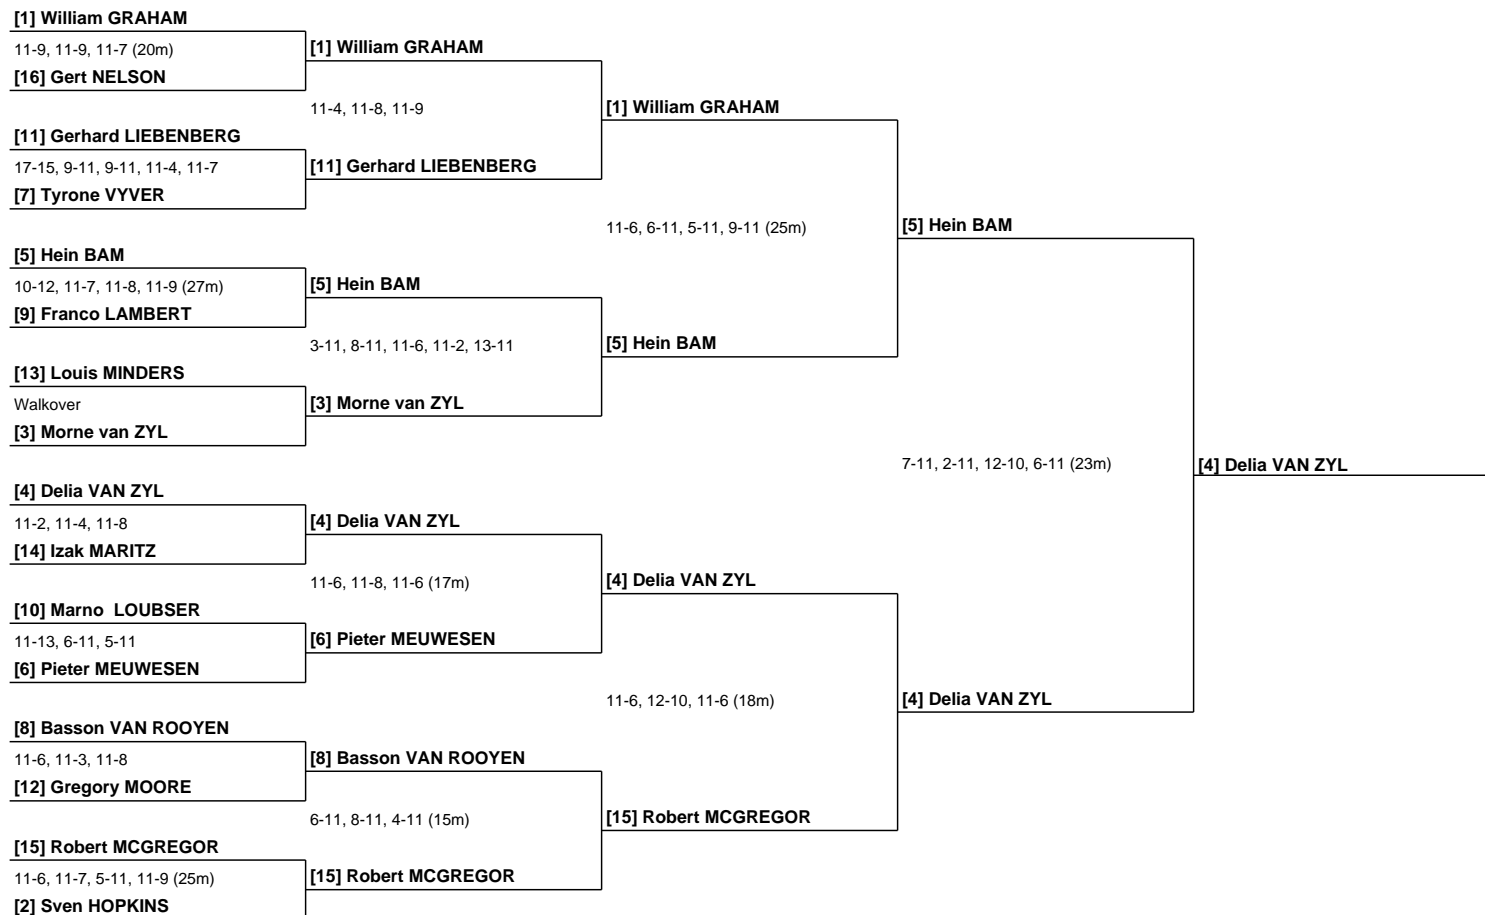 [1] William GRAHAM
11-9, 11-9, 11-7 (20m)
[16] Gert NELSON
[11] Gerhard LIEBENBERG
17-15, 9-11, 9-11, 11-4, 11-7
[7] Tyrone VYVER
[5] Hein BAM
10-12, 11-7, 11-8, 11-9 (27m)
[9] Franco LAMBERT
[13] Louis MINDERS
Walkover
[3] Morne van ZYL
[4] Delia VAN ZYL
11-2, 11-4, 11-8
[14] Izak MARITZ
[10] Marno  LOUBSER
11-13, 6-11, 5-11
[6] Pieter MEUWESEN
[8] Basson VAN ROOYEN
11-6, 11-3, 11-8
[12] Gregory MOORE
[15] Robert MCGREGOR
11-6, 11-7, 5-11, 11-9 (25m)
[2] Sven HOPKINS
[1] William GRAHAM
11-4, 11-8, 11-9
[11] Gerhard LIEBENBERG
[5] Hein BAM
3-11, 8-11, 11-6, 11-2, 13-11
[3] Morne van ZYL
[4] Delia VAN ZYL
11-6, 11-8, 11-6 (17m)
[6] Pieter MEUWESEN
[8] Basson VAN ROOYEN
6-11, 8-11, 4-11 (15m)
[15] Robert MCGREGOR
[1] William GRAHAM
11-6, 6-11, 5-11, 9-11 (25m)
[5] Hein BAM
[4] Delia VAN ZYL
11-6, 12-10, 11-6 (18m)
[15] Robert MCGREGOR
[5] Hein BAM
7-11, 2-11, 12-10, 6-11 (23m)
[4] Delia VAN ZYL
[4] Delia VAN ZYL